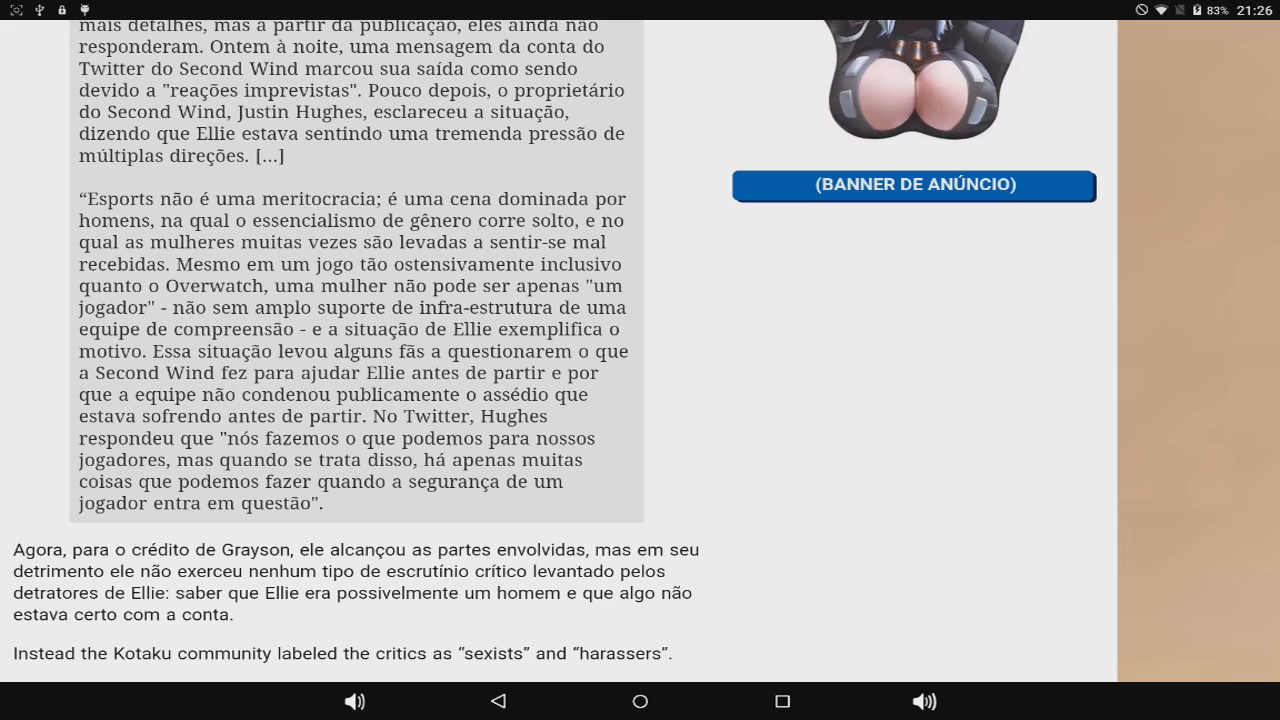 83% 21:26
mais detalhes, mas a partir da publicação, eles ainda não
responderam. Ontem à noite, uma mensagem da conta do
Twitter do Second Wind marcou sua saída como sendo
devido a "reações imprevistas". Pouco depois, o proprietário
do Second Wind, Justin Hughes, esclareceu a situação,
dizendo que Ellie estava sentindo uma tremenda pressão de
múltiplas direções. [...]
“Esports não é uma meritocracia; é uma cena dominada por
homens, na qual o essencialismo de gênero corre solto, e no
qual as mulheres muitas vezes são levadas a sentir-se mal
recebidas. Mesmo em um jogo tão ostensivamente inclusivo
quanto o Overwatch, uma mulher não pode ser apenas "um
jogador" - não sem amplo suporte de infra-estrutura de uma
equipe de compreensão - e a situação de Ellie exemplifica o
motivo. Essa situação levou alguns fãs a questionarem o que
a Second Wind fez para ajudar Ellie antes de partir e por
que a equipe não condenou publicamente o assédio que
estava sofrendo antes de partir. No Twitter, Hughes
respondeu que "nós fazemos o que podemos para nossos
jogadores, mas quando se trata disso, há apenas muitas
coisas que podemos fazer quando a segurança de um
jogador entra em questão".
Agora, para o crédito de Grayson, ele alcançou as partes envolvidas, mas em seu
detrimento ele não exerceu nenhum tipo de escrutínio crítico levantado pelos
detratores de Ellie: saber que Ellie era possivelmente um homem e que algo não
estava certo com a conta.
Instead the Kotaku community labeled the critics as “sexists” and “harassers”.
(BANNER DE ANÚNCIO)